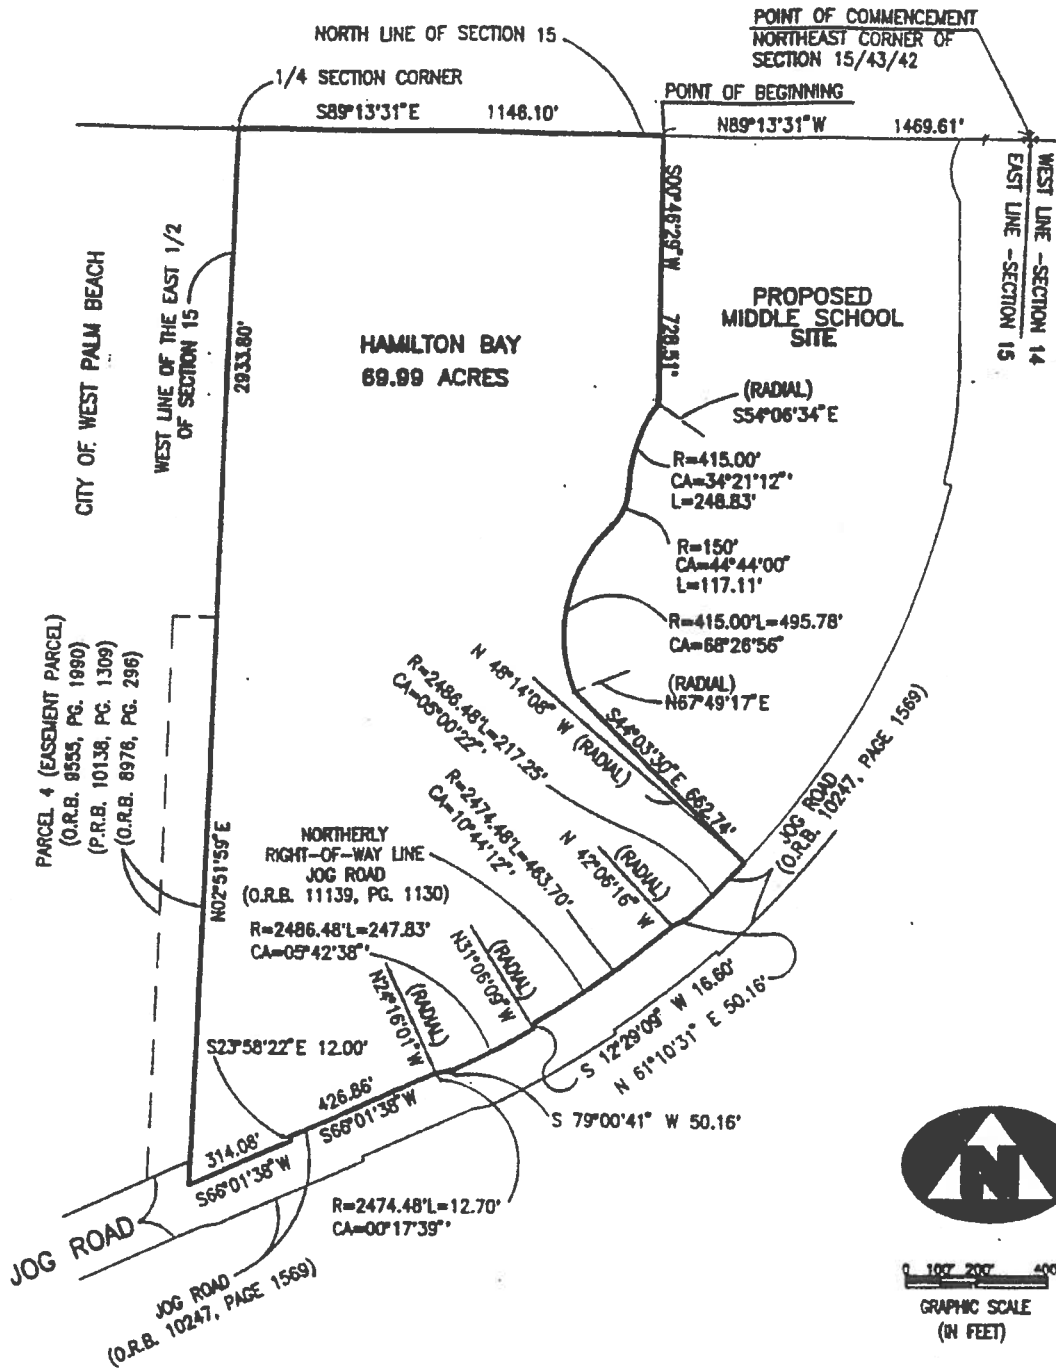 POINT OF COMMENCEMENT
NORTHEAST CORNER OF
SECTION 15/43/42
NORTH LINE OF SECTION 15
1/4 SECTION CORNER
S89°13'31"E 1146.10'
POINT OF BEGINNING
N89°13'31"W 1469.61'
WEST LINE -SECTION 14
EAST LINE -SECTION 15
S00°46'29"W 728.51'
CITY OF WEST PALM BEACH
WEST LINE OF THE EAST 1/2
OF SECTION 15
2933.80'
HAMILTON BAY
69.99 ACRES
PROPOSED
MIDDLE SCHOOL
SITE
(RADIAL)
S54°06'34"E
R=415.00'
CA=34°21'12"
L=248.83'
R=150'
CA=44°44'00"
L=117.11'
R=415.00'L=495.78'
CA=68°26'56"
(RADIAL)
N67°49'17"E
S44°03'30"E 662.74'
N 48°14'08" W (RADIAL)
R=2486.48'L=217.25'
CA=05°00'22"
R=2474.48'L=463.70'
CA=10°44'12"
N 42°06'16" W
(RADIAL)
JOG ROAD
(O.R.B. 10247, PAGE 1569)
PARCEL 4 (EASEMENT PARCEL)
(O.R.B. 9555, PG. 1990)
(P.R.B. 10138, PG. 1309)
(O.R.B. 8976, PG. 296)
N02°51'59"E
NORTHERLY
RIGHT-OF-WAY LINE
JOG ROAD
(O.R.B. 11139, PG. 1130)
R=2486.48'L=247.83'
CA=05°42'38"
N31°06'09"W
(RADIAL)
N24°16'01"W
(RADIAL)
S23°58'22"E 12.00'
426.86'
S66°01'38"W
314.08'
S66°01'38"W
S 12°29'09" W 16.60'
N 61°10'31" E 50.16'
S 79°00'41" W 50.16'
R=2474.48'L=12.70'
CA=00°17'39"
JOG ROAD
JOG ROAD
(O.R.B. 10247, PAGE 1569)
N
0 100' 200' 400
GRAPHIC SCALE
(IN FEET)